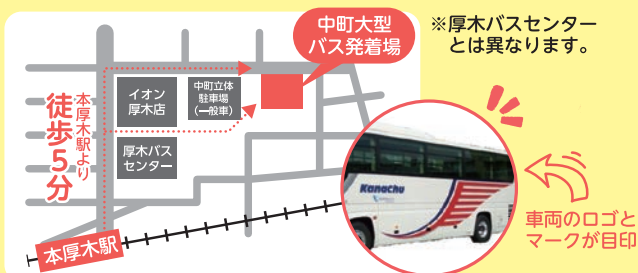 中町大型
バス発着場
※厚木バスセンター
とは異なります。
イオン
厚木店
中町立体
駐車場
(一般車)
厚木バス
センター
本厚木駅より
徒歩5分
本厚木駅
Kanachu
車両のロゴと
マークが目印